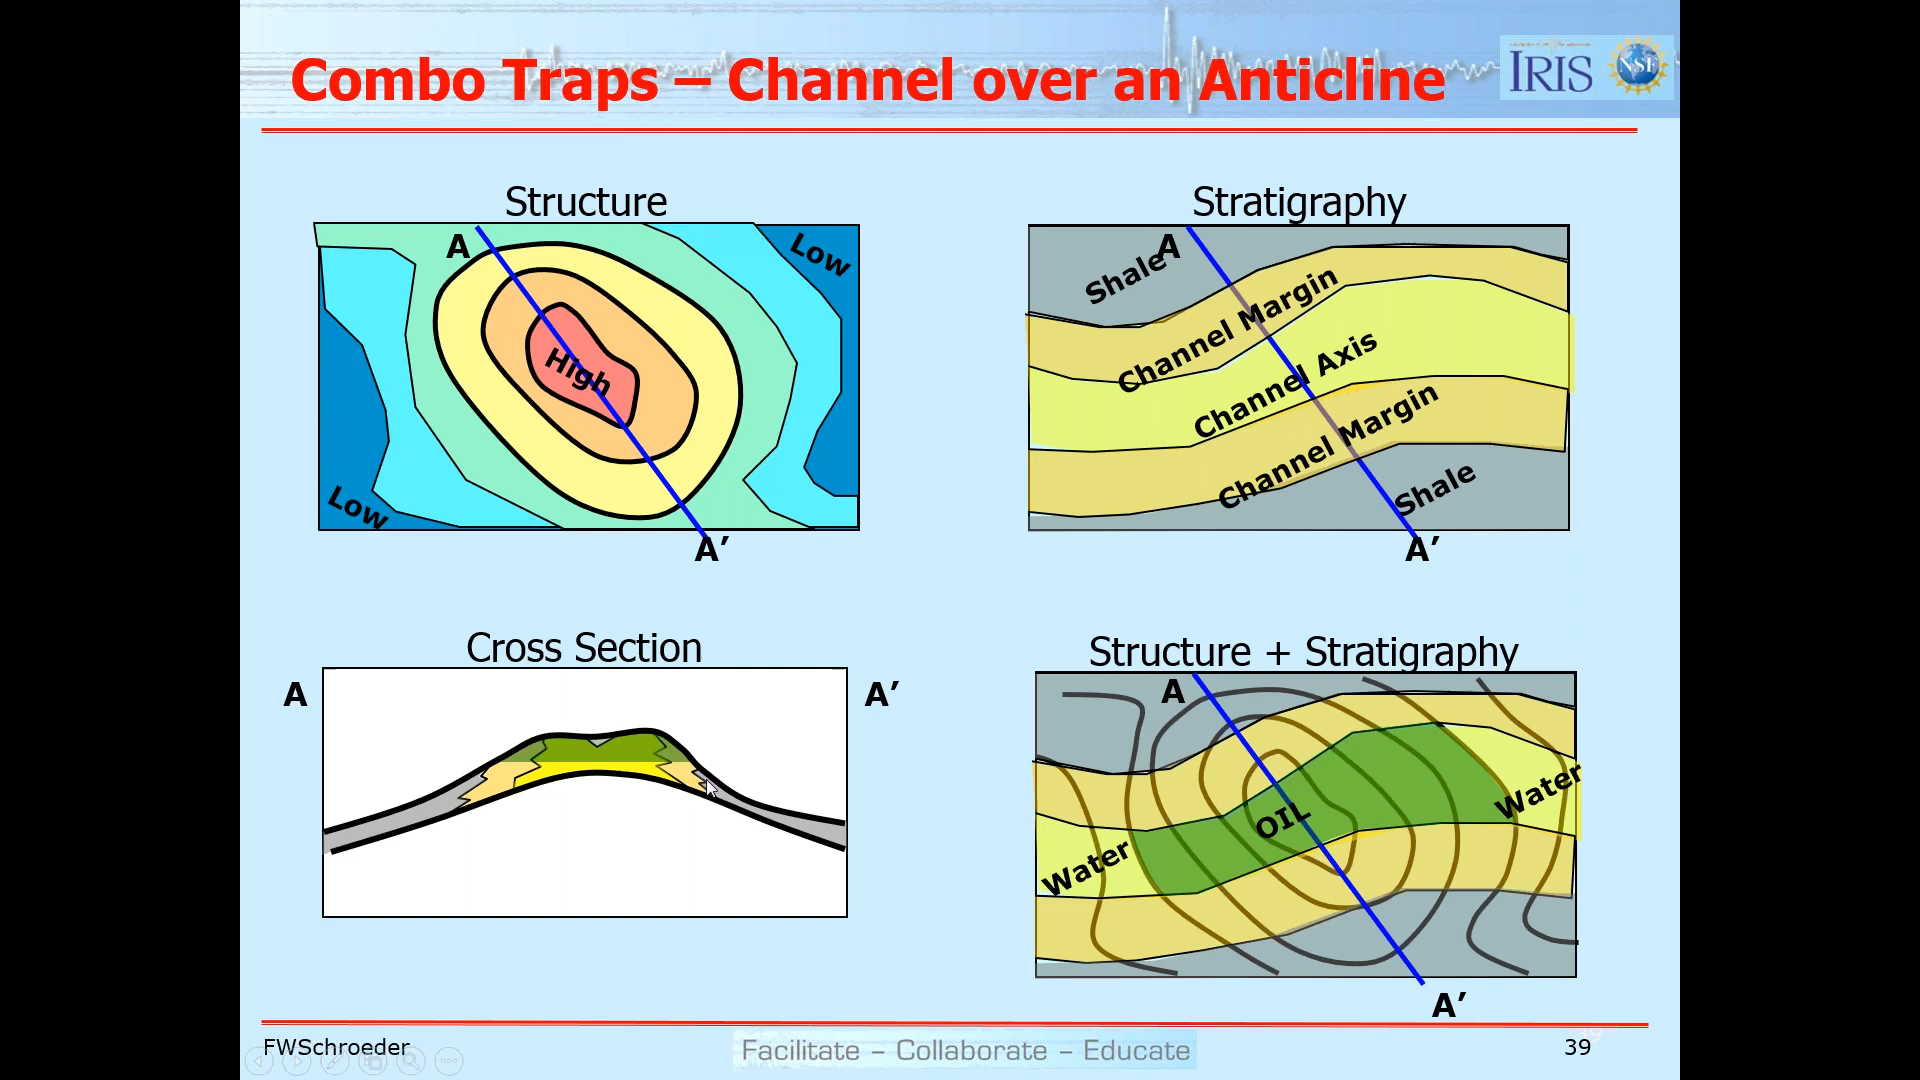 Combo Traps – Channel over an Anticline
IRIS
NSF
Structure
A
Low
High
Low
A’
Stratigraphy
A
Shale
Channel Margin
Channel Axis
Channel Margin
Shale
A’
Cross Section
A
A’
Structure + Stratigraphy
A
OIL
Water
Water
A’
FWSchroeder
Facilitate – Collaborate – Educate
39